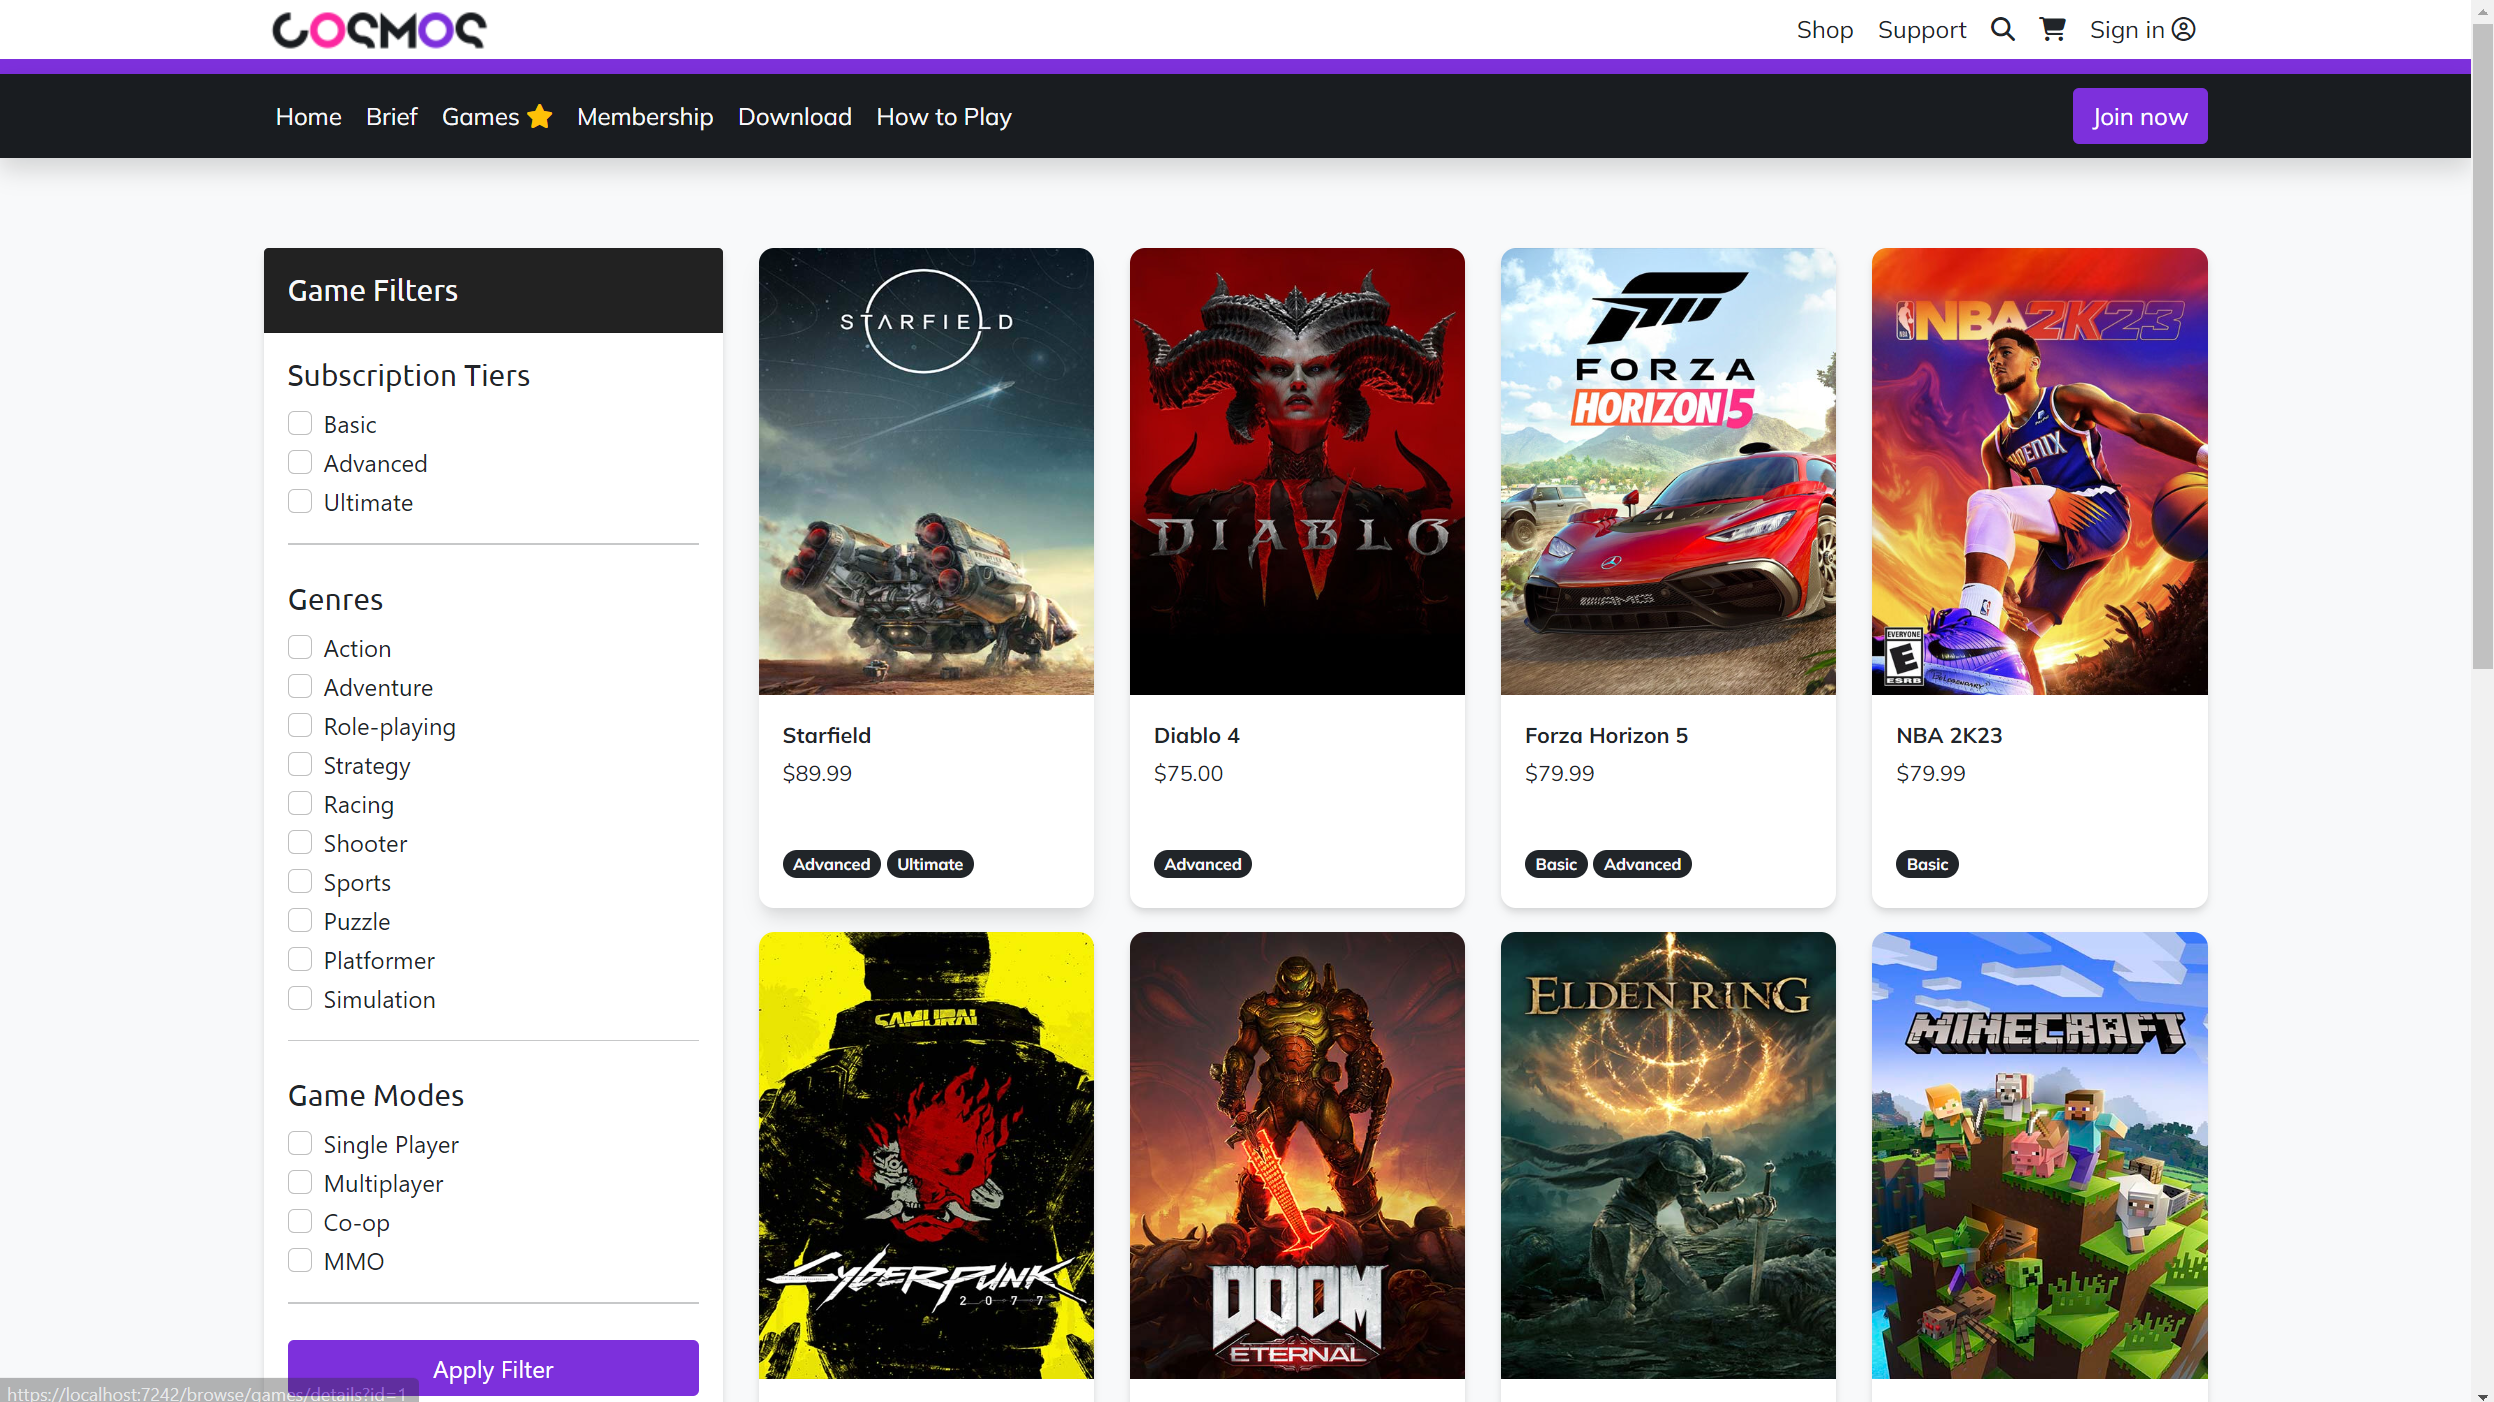 COSMOS
Shop Support Sign in
Home Brief Games Membership Download How to Play Join now
Game Filters
Subscription Tiers
Basic
Advanced
Ultimate
Genres
Action
Adventure
Role-playing
Strategy
Racing
Shooter
Sports
Puzzle
Platformer
Simulation
Game Modes
Single Player
Multiplayer
Co-op
MMO
Apply Filter
https://localhost:7242/browse/games/details?id=1
STARFIELD
Starfield
$89.99
Advanced Ultimate
DIABLO
IV
Diablo 4
$75.00
Advanced
FORZA
HORIZON 5
Forza Horizon 5
$79.99
Basic Advanced
NBA 2K23
PHOENIX
EVERYONE
E
ESRB
NBA 2K23
$79.99
Basic
SAMURAI
CYBERPUNK
2077
DOOM
ETERNAL
ELDEN RING
MINECRAFT